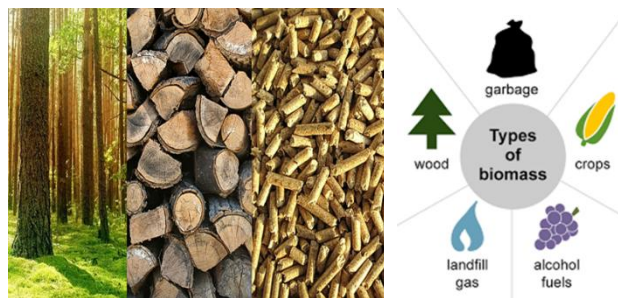 garbage
wood
Types
of
biomass
crops
landfill
gas
alcohol
fuels